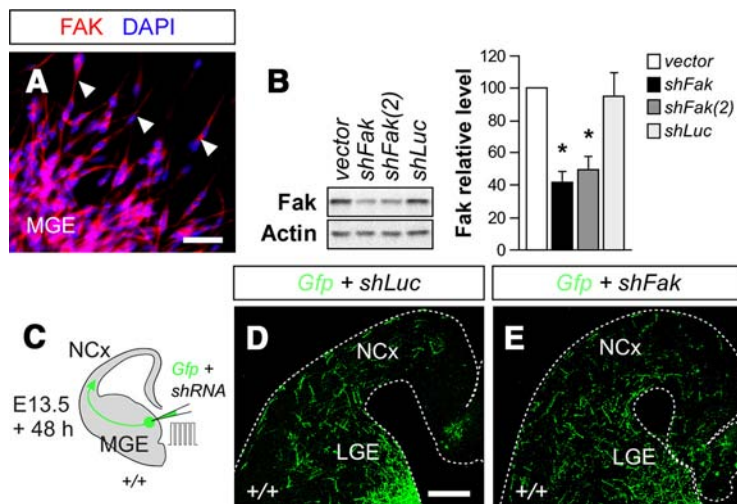 FAK DAPI
A
MGE
B
vector
shFak
shFak(2)
shLuc
Fak
Actin
Fak relative level
120
100
80
60
40
20
0
* *
vector
shFak
shFak(2)
shLuc
C
NCx
Gfp +
shRNA
E13.5
+ 48 h
MGE
+/+
Gfp + shLuc
D
NCx
LGE
+/+
Gfp + shFak
E
NCx
LGE
+/+